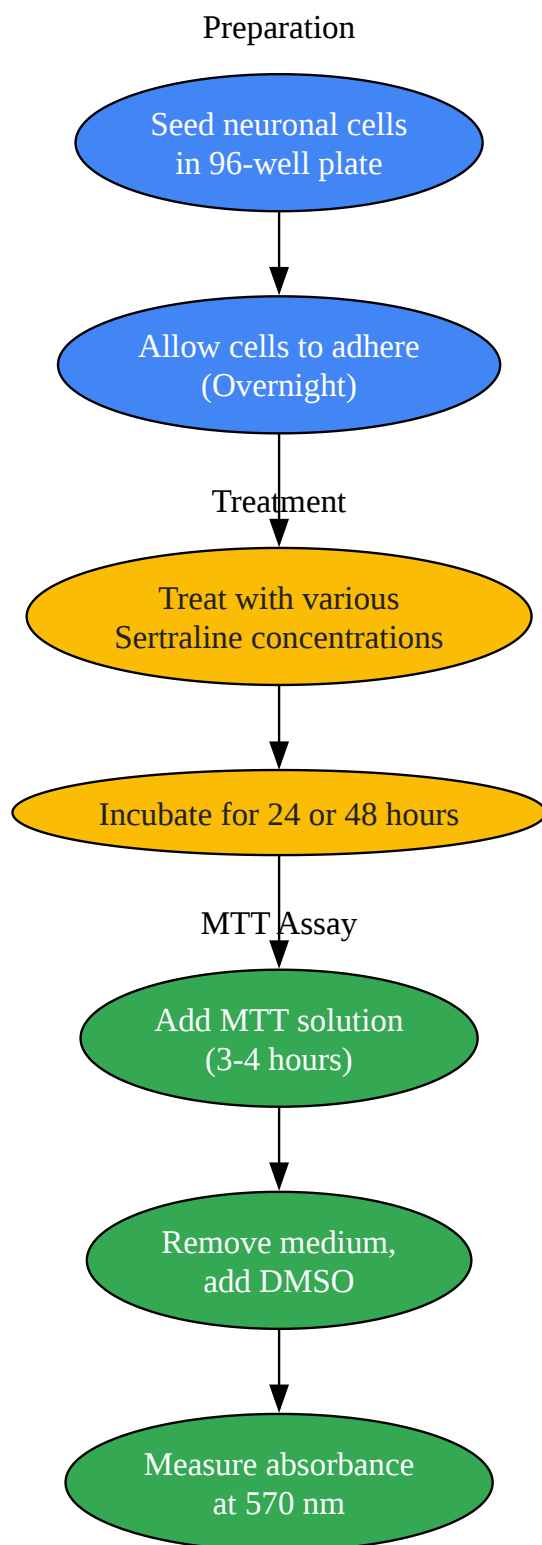 Preparation
Seed neuronal cells
in 96-well plate
Allow cells to adhere
(Overnight)
Treatment
Treat with various
Sertraline concentrations
Incubate for 24 or 48 hours
MTT Assay
Add MTT solution
(3-4 hours)
Remove medium,
add DMSO
Measure absorbance
at 570 nm